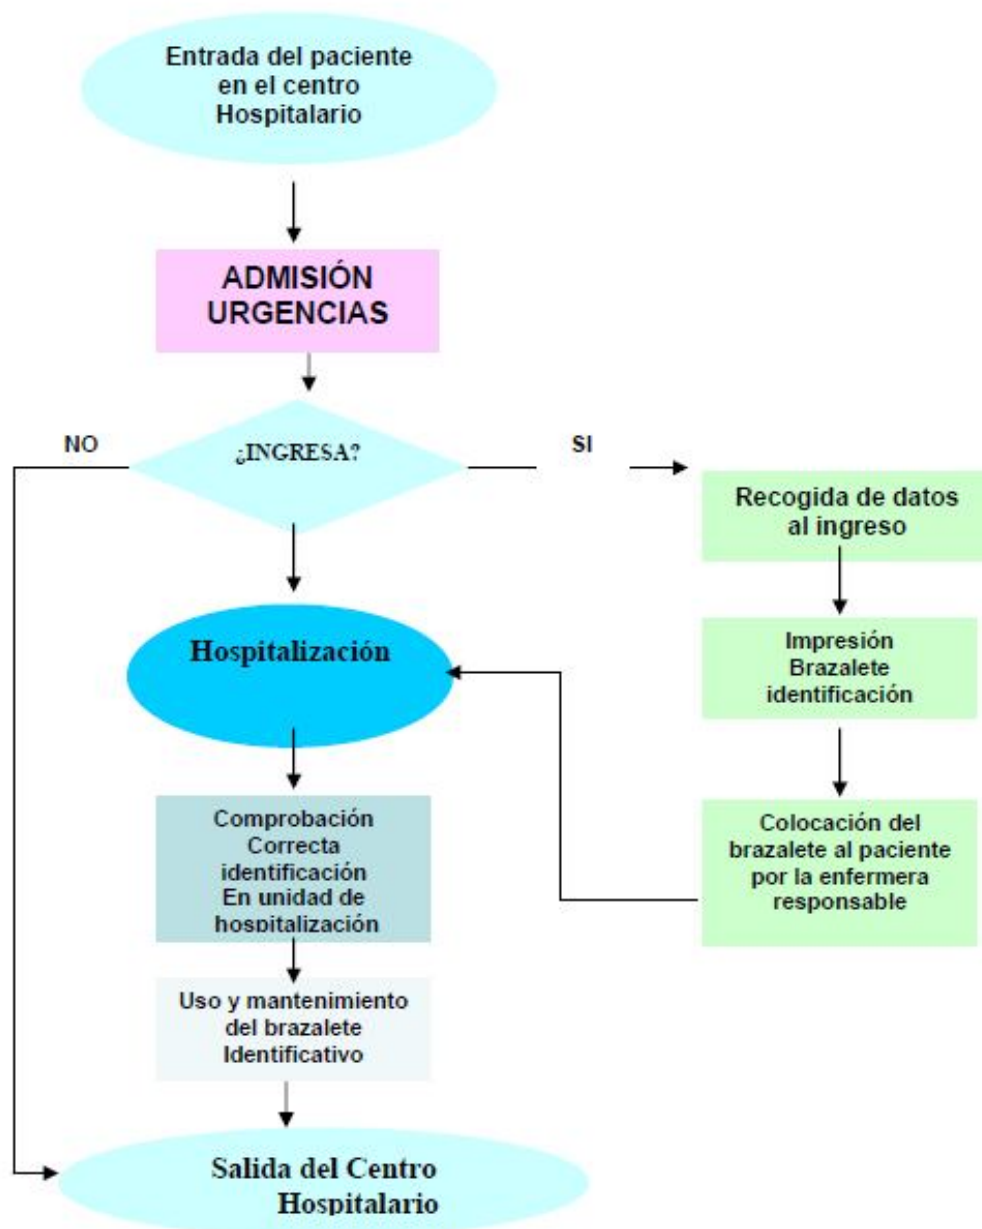 Entrada del paciente
en el centro
Hospitalario
ADMISIÓN
URGENCIAS
NO
¿INGRESA?
SI
Recogida de datos
al ingreso
Impresión
Brazalete
identificación
Colocación del
brazalete al paciente
por la enfermera
responsable
Hospitalización
Comprobación
Correcta
identificación
En unidad de
hospitalización
Uso y mantenimiento
del brazalete
Identificativo
Salida del Centro
Hospitalario